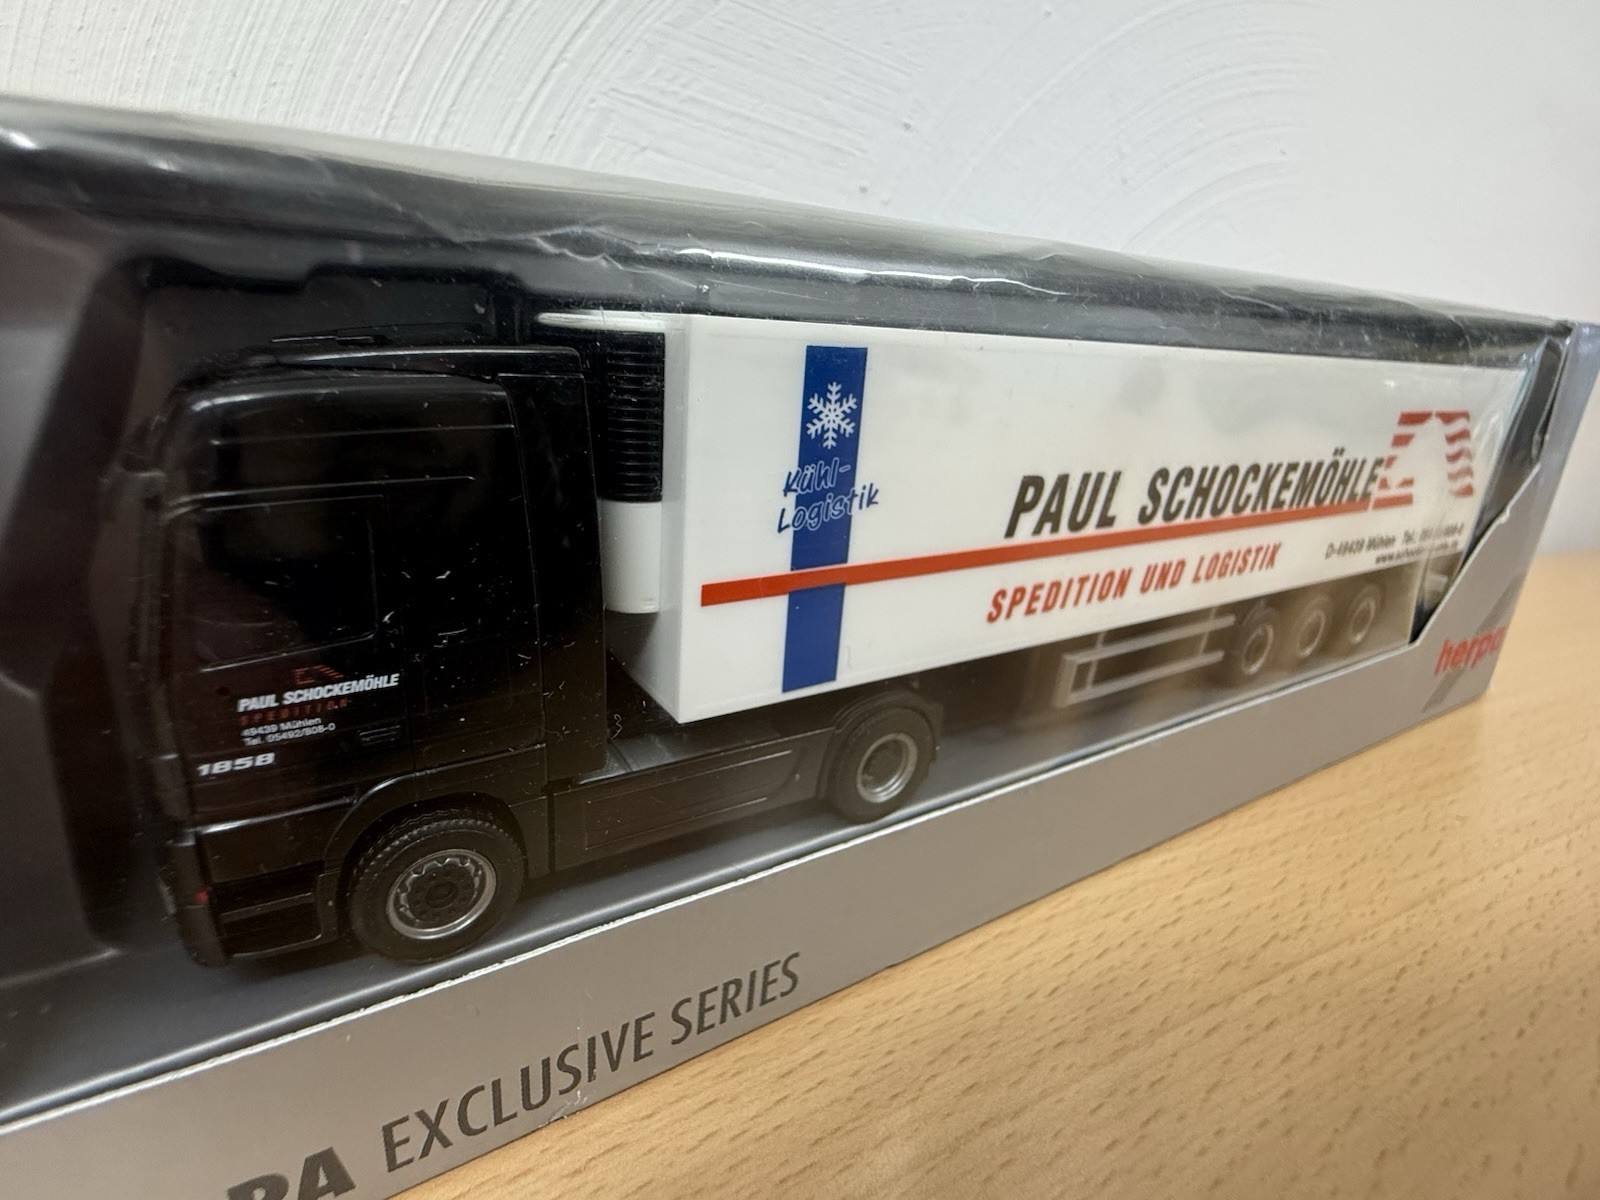 Kühl-
Logistik
PAUL SCHOCKEMÖHLE
SPEDITION UND LOGISTIK
D-49439 Mühlen Tel.
PAUL SCHOCKEMÖHLE
SPEDITION
49439 Mühlen
Tel. 05492/808-0
1858
herpa
EXCLUSIVE SERIES